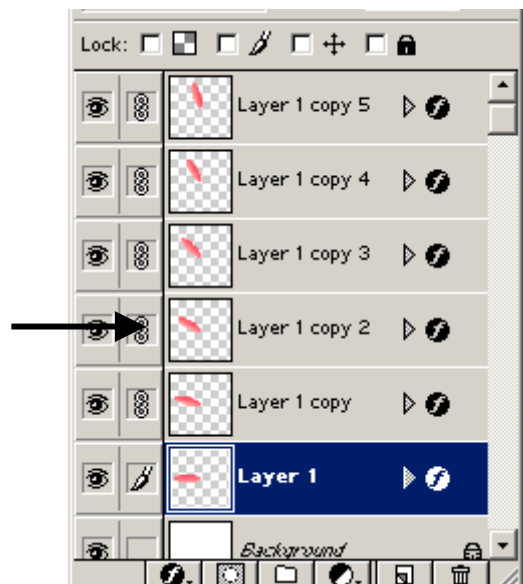 Lock:
Layer 1 copy 5
Layer 1 copy 4
Layer 1 copy 3
Layer 1 copy 2
Layer 1 copy
Layer 1
Background